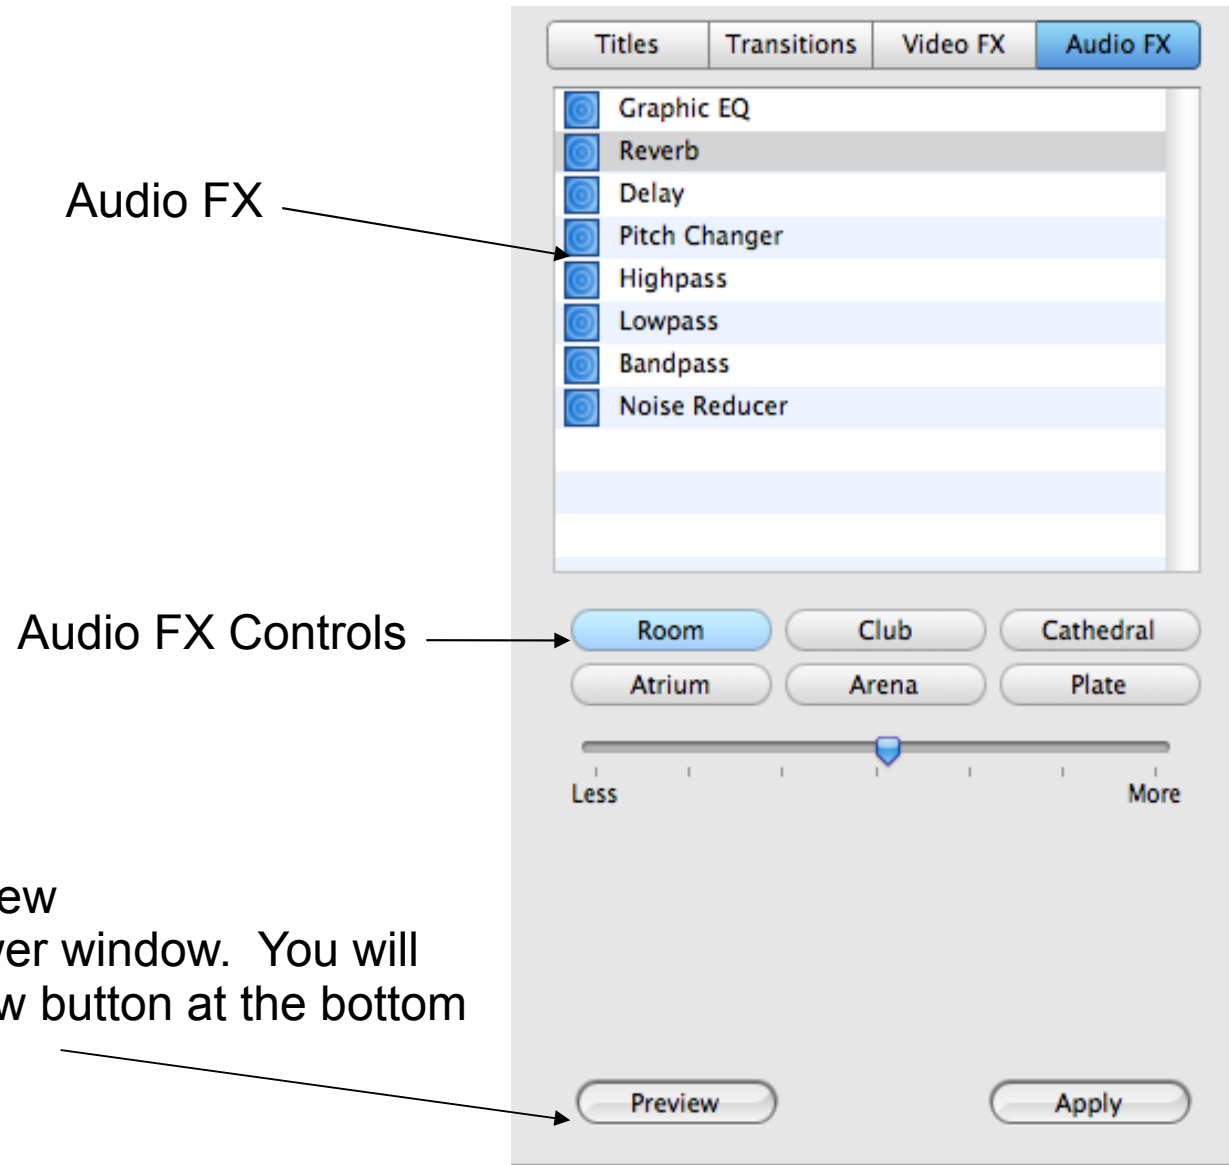 Titles Transitions Video FX Audio FX
Graphic EQ
Reverb
Audio FX
Delay
Pitch Changer
Highpass
Lowpass
Bandpass
Noise Reducer
Audio FX Controls
Room Club Cathedral
Atrium Arena Plate
Less More
window. You will
button at the bottom
Preview Apply